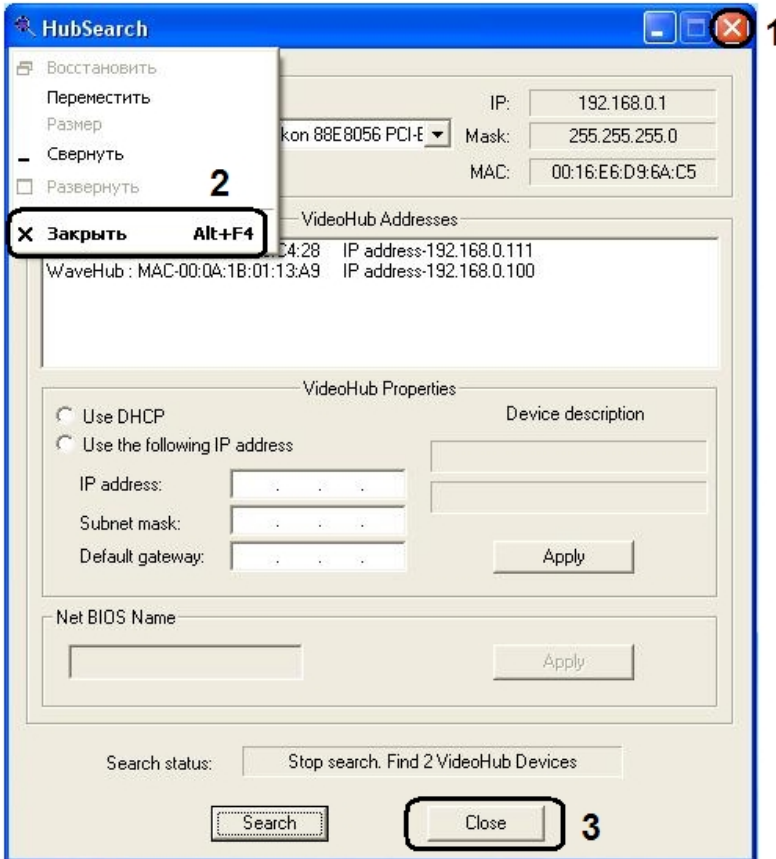 HubSearch
1
Восстановить
Переместить
Размер
Свернуть
Развернуть
2
Закрыть Alt+F4
IP: 192.168.0.1
kon 88E8056 PCI-E Mask: 255.255.255.0
MAC: 00:16:E6:D9:6A:C5
VideoHub Addresses
C4:28 IP address-192.168.0.111
WaveHub : MAC-00:0A:1B:01:13:A9 IP address-192.168.0.100
VideoHub Properties
Use DHCP
Device description
Use the following IP address
IP address:
Subnet mask:
Default gateway:
Apply
Net BIOS Name
Apply
Search status: Stop search. Find 2 VideoHub Devices
Search
Close
3